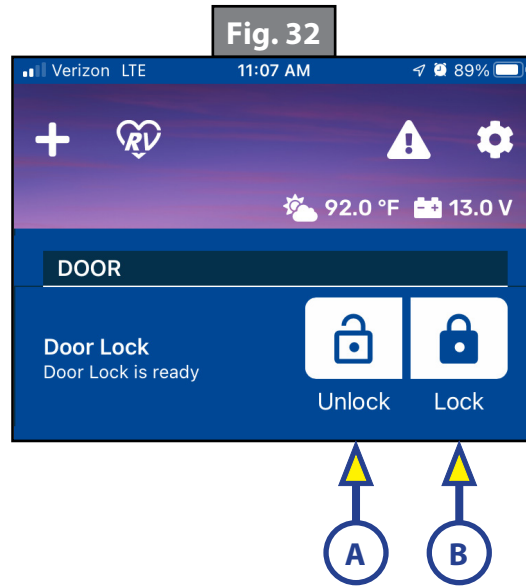 Fig. 32
Verizon LTE 11:07 AM 89%
RV
92.0 °F 13.0 V
DOOR
Door Lock
Door Lock is ready
Unlock Lock
A B